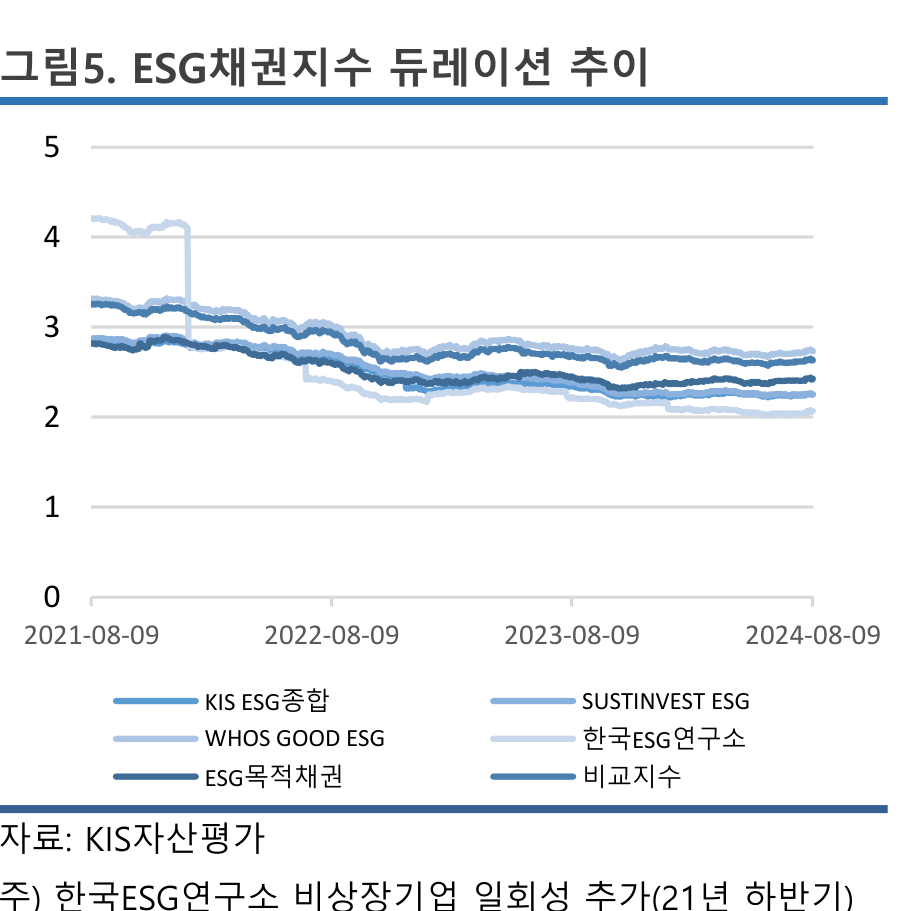 그림5. ESG채권지수 듀레이션 추이
5
4
3
2
1
0
2021-08-09 2022-08-09 2023-08-09 2024-08-09
KIS ESG종합 SUSTINVEST ESG
WHOS GOOD ESG 한국ESG연구소
ESG목적채권 비교지수
자료: KIS자산평가
주) 한국ESG연구소 비상장기업 일회성 추가(21년 하반기)